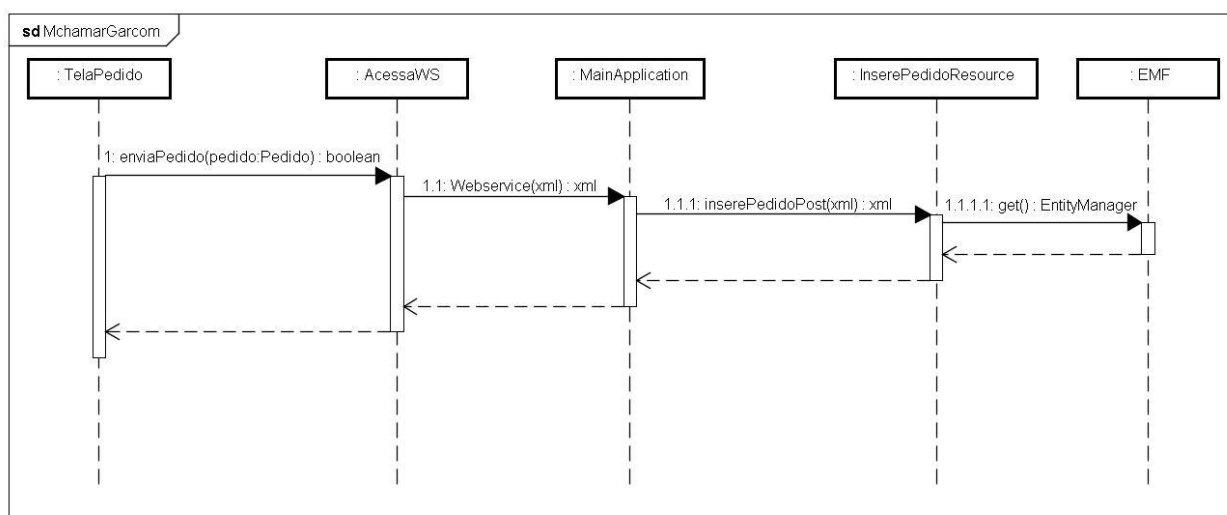 sd MchamarGarcom
: TelaPedido
: AcessaWS
: MainApplication
: InserePedidoResource
: EMF
1: enviaPedido(pedido:Pedido) : boolean
1.1: Webservice(xml) : xml
1.1.1: inserePedidoPost(xml) : xml
1.1.1.1: get() : EntityManager